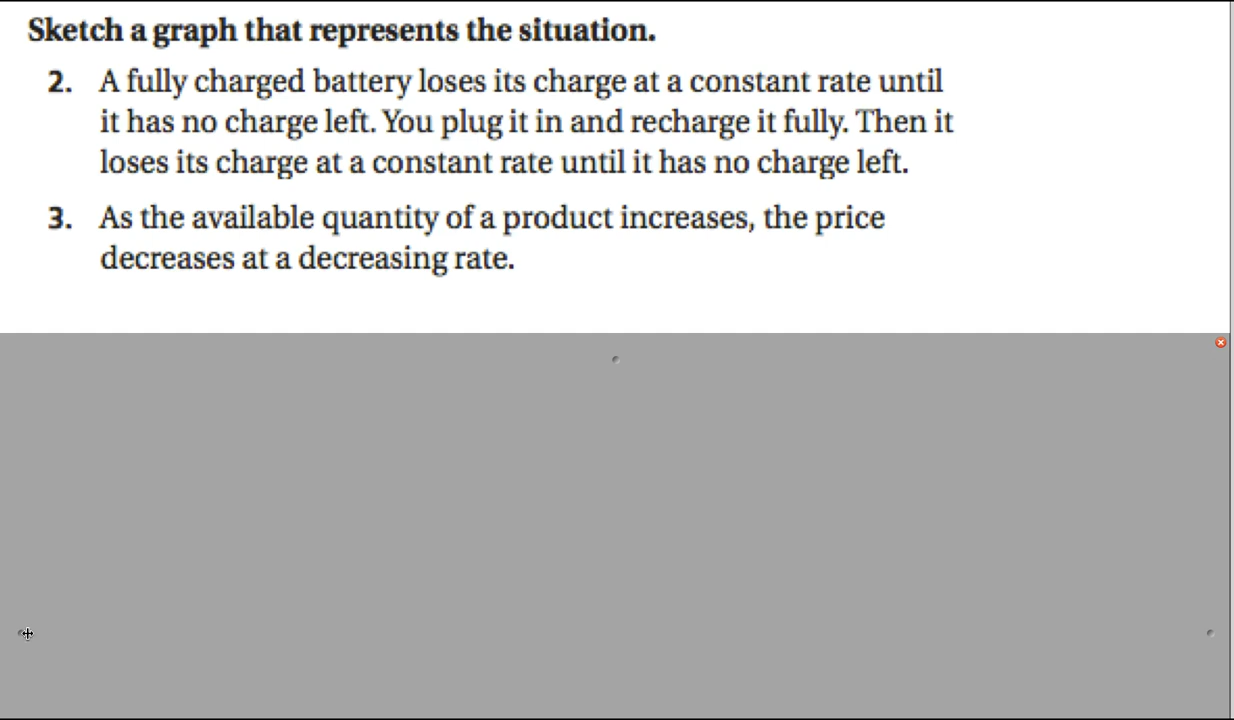 Sketch a graph that represents the situation.
2. A fully charged battery loses its charge at a constant rate until
it has no charge left. You plug it in and recharge it fully. Then it
loses its charge at a constant rate until it has no charge left.
3. As the available quantity of a product increases, the price
decreases at a decreasing rate.